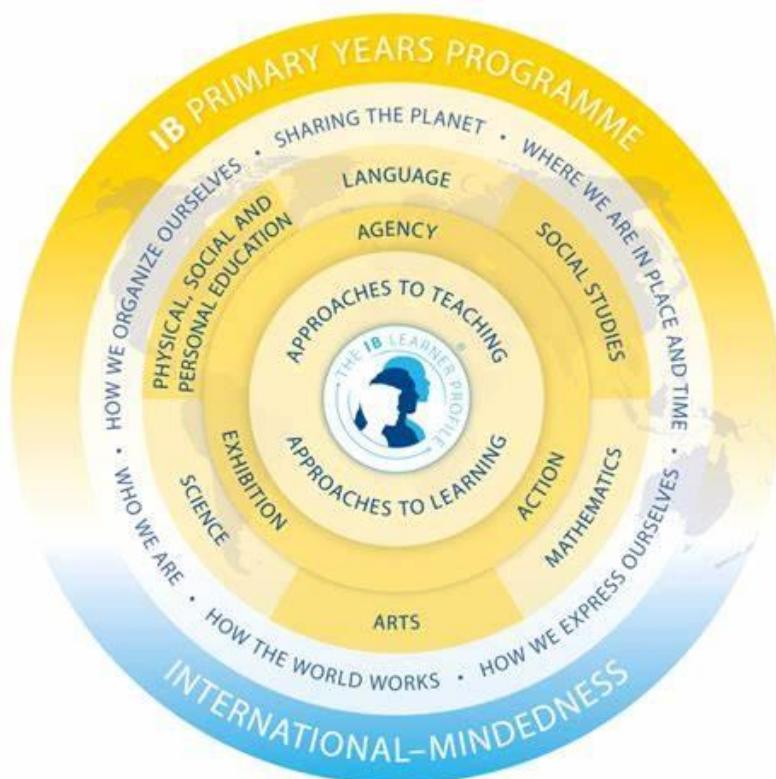 IB PRIMARY YEARS PROGRAMME
HOW WE ORGANIZE OURSELVES • SHARING THE PLANET • WHERE WE ARE IN PLACE AND TIME •
WHO WE ARE • HOW THE WORLD WORKS • HOW WE EXPRESS OURSELVES •
LANGUAGE
SOCIAL STUDIES
MATHEMATICS
ARTS
SCIENCE
PHYSICAL, SOCIAL AND
PERSONAL EDUCATION
AGENCY
ACTION
EXHIBITION
APPROACHES TO TEACHING
APPROACHES TO LEARNING
THE IB LEARNER PROFILE ®
INTERNATIONAL–MINDEDNESS